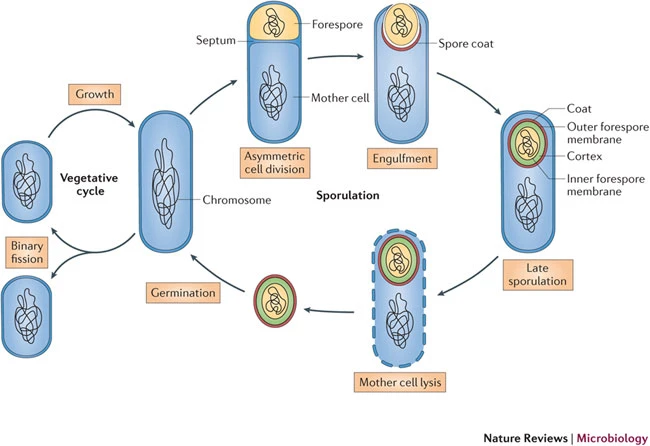 Forespore
Septum
Spore coat
Mother cell
Growth
Asymmetric
cell division
Engulfment
Coat
Outer forespore
membrane
Cortex
Inner forespore
membrane
Vegetative
cycle
Sporulation
Chromosome
Binary
fission
Germination
Late
sporulation
Mother cell lysis
Nature Reviews | Microbiology